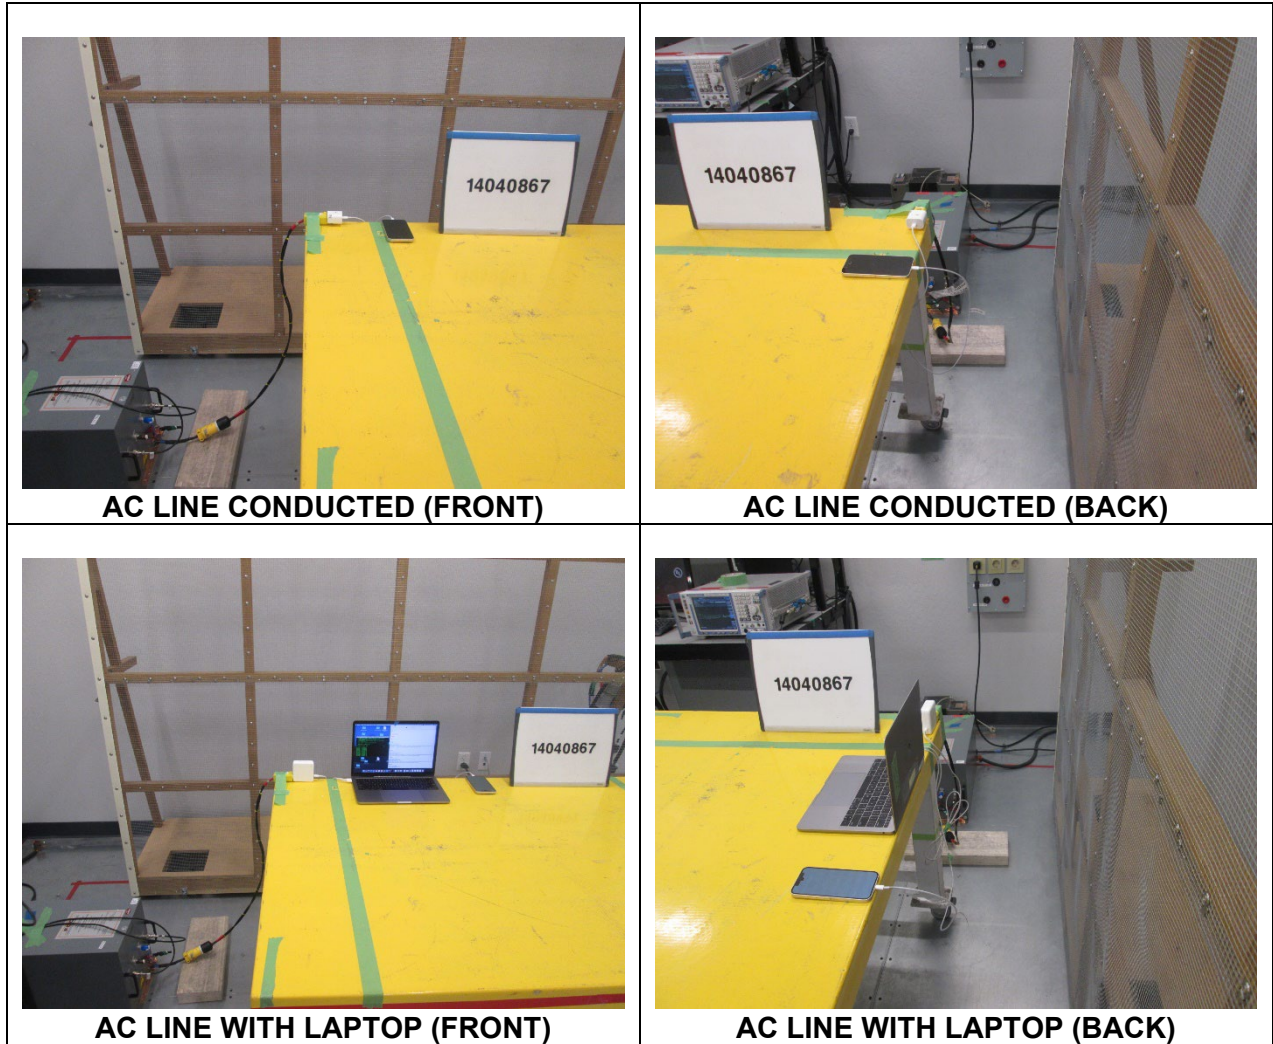 14040867
14040867
AC LINE CONDUCTED (FRONT)
AC LINE CONDUCTED (BACK)
14040867
14040867
AC LINE WITH LAPTOP (FRONT)
AC LINE WITH LAPTOP (BACK)